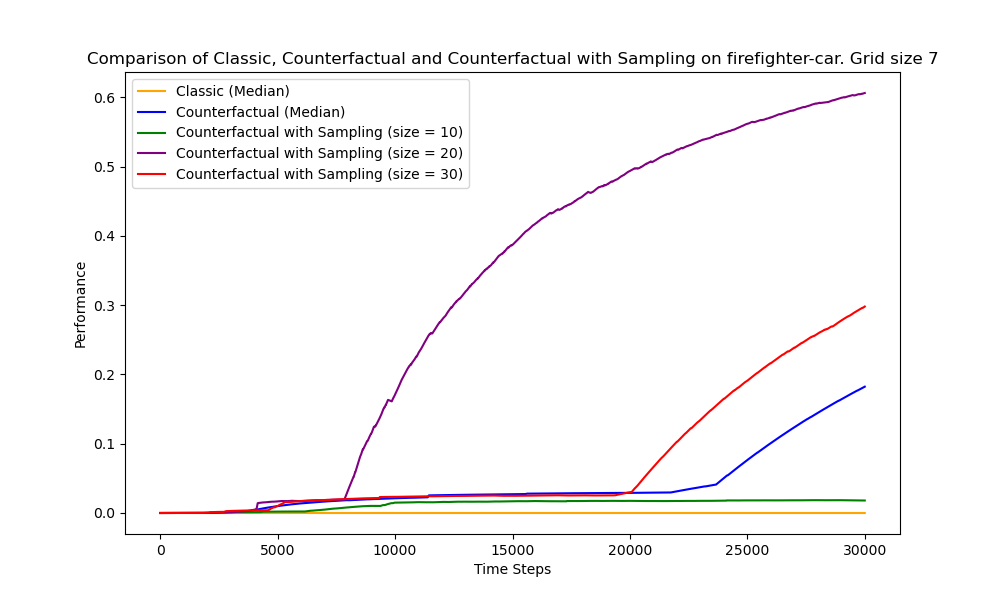 Comparison of Classic, Counterfactual and Counterfactual with Sampling on firefighter-car. Grid size 7
Classic (Median)
Counterfactual (Median)
Counterfactual with Sampling (size = 10)
Counterfactual with Sampling (size = 20)
Counterfactual with Sampling (size = 30)
0.6
0.5
0.4
0.3
0.2
0.1
0.0
Performance
0 5000 10000 15000 20000 25000 30000
Time Steps